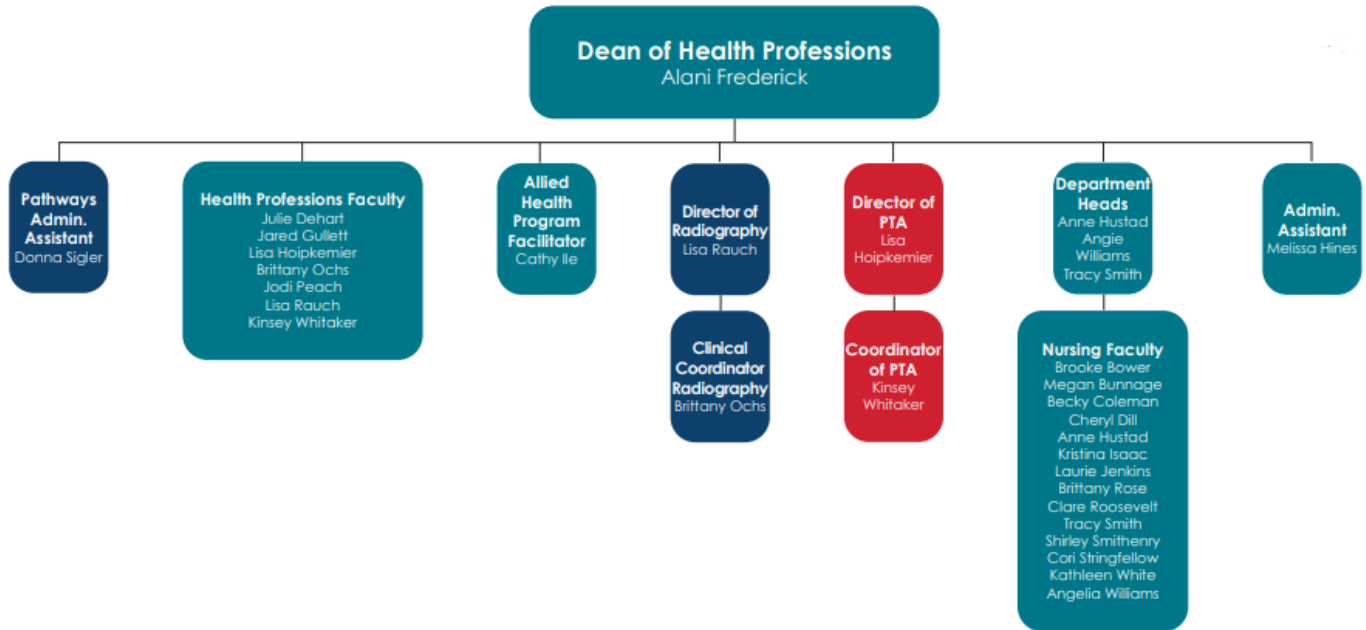 Dean of Health Professions
Alani Frederick
Pathways
Admin.
Assistant
Donna Sigler
Health Professions Faculty
Julie Dehart
Jared Gullett
Lisa Hoipkemier
Brittany Ochs
Jodi Peach
Lisa Rauch
Kinsey Whitaker
Allied
Health
Program
Facilitator
Cathy Ile
Director of
Radiography
Lisa Rauch
Clinical
Coordinator
Radiography
Brittany Ochs
Director of
PTA
Lisa
Hoipkemier
Coordinator
of PTA
Kinsey
Whitaker
Department
Heads
Anne Hustad
Angie
Williams
Tracy Smith
Nursing Faculty
Brooke Bower
Megan Bunnage
Becky Coleman
Cheryl Dill
Anne Hustad
Kristina Isaac
Laurie Jenkins
Brittany Rose
Clare Roosevelt
Tracy Smith
Shirley Smithenry
Cori Stringfellow
Kathleen White
Angelia Williams
Admin.
Assistant
Melissa Hines